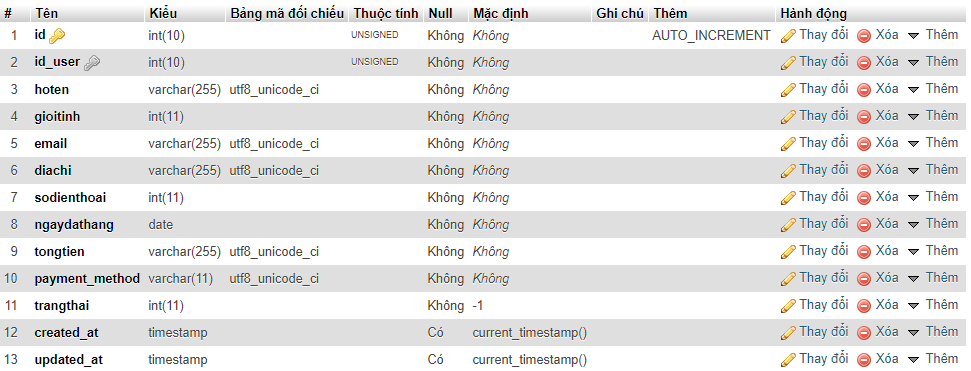 # Tên Kiểu Bảng mã đối chiếu Thuộc tính Null Mặc định Ghi chú Thêm Hành động
1 id int(10) UNSIGNED Không Không AUTO_INCREMENT Thay đổi Xóa Thêm
2 id_user int(10) UNSIGNED Không Không Thay đổi Xóa Thêm
3 hoten varchar(255) utf8_unicode_ci Không Không Thay đổi Xóa Thêm
4 gioitinh int(11) Không Không Thay đổi Xóa Thêm
5 email varchar(255) utf8_unicode_ci Không Không Thay đổi Xóa Thêm
6 diachi varchar(255) utf8_unicode_ci Không Không Thay đổi Xóa Thêm
7 sodienthoai int(11) Không Không Thay đổi Xóa Thêm
8 ngaydathang date Không Không Thay đổi Xóa Thêm
9 tongtien varchar(255) utf8_unicode_ci Không Không Thay đổi Xóa Thêm
10 payment_method varchar(11) utf8_unicode_ci Không Không Thay đổi Xóa Thêm
11 trangthai int(11) Không -1 Thay đổi Xóa Thêm
12 created_at timestamp Có current_timestamp() Thay đổi Xóa Thêm
13 updated_at timestamp Có current_timestamp() Thay đổi Xóa Thêm